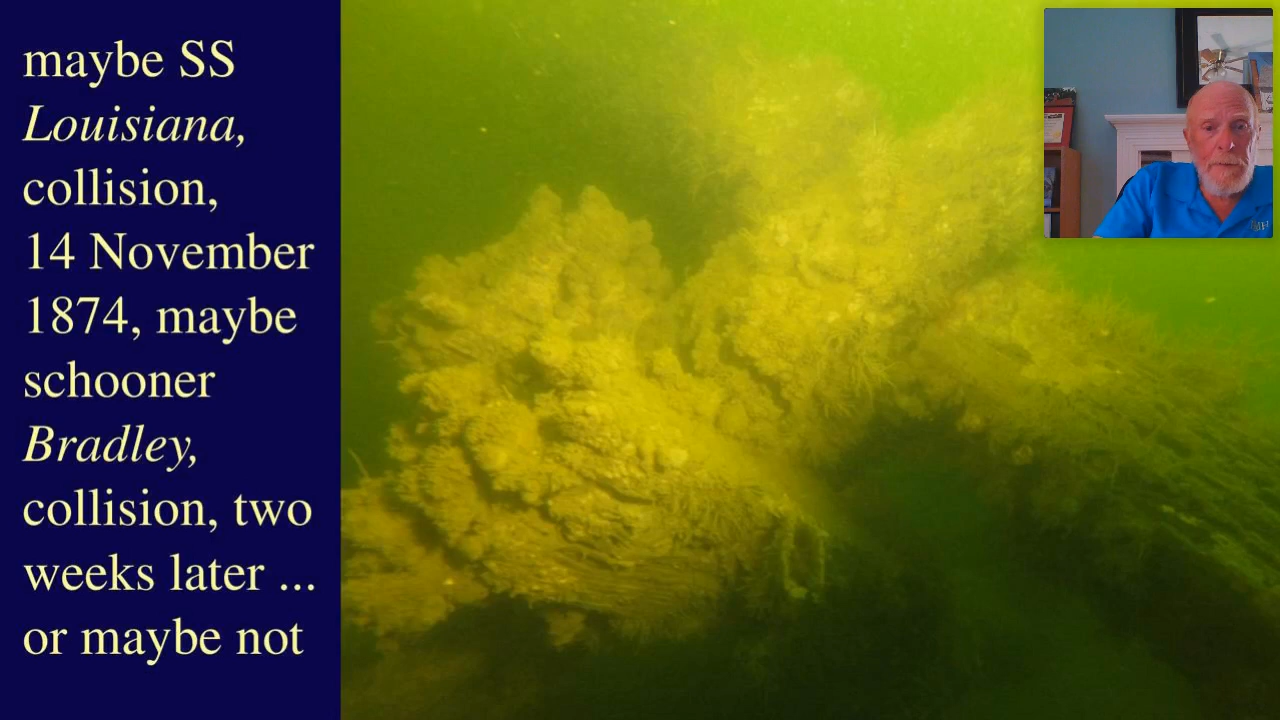 maybe SS
Louisiana,
collision,
14 November
1874, maybe
schooner
Bradley,
collision, two
weeks later ...
or maybe not